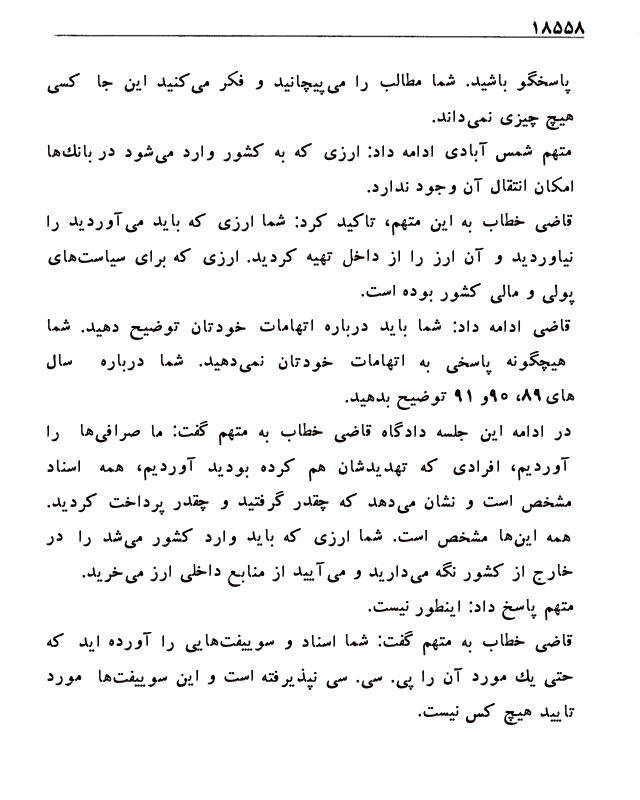 ۱۸۵۵۸
پاسخگو باشید. شما مطالب را می‌پیچانید و فکر می‌کنید این جا کسی
هیچ چیزی نمی‌داند.
متهم شمس آبادی ادامه داد: ارزی که به کشور وارد می‌شود در بانك‌ها
امکان انتقال آن وجود ندارد.
قاضی خطاب به این متهم، تاکید کرد: شما ارزی که باید می‌آوردید را
نیاوردید و آن ارز را از داخل تهیه کردید. ارزی که برای سیاست‌های
پولی و مالی کشور بوده است.
قاضی ادامه داد: شما باید درباره اتهامات خودتان توضیح دهید. شما
هیچگونه پاسخی به اتهامات خودتان نمی‌دهید. شما درباره سال
های ۸۹، ۹۰و ۹۱ توضیح بدهید.
در ادامه این جلسه دادگاه قاضی خطاب به متهم گفت: ما صرافی‌ها را
آوردیم، افرادی که تهدیدشان هم کرده بودید آوردیم، همه اسناد
مشخص است و نشان می‌دهد که چقدر گرفتید و چقدر پرداخت کردید.
همه این‌ها مشخص است. شما ارزی که باید وارد کشور می‌شد را در
خارج از کشور نگه می‌دارید و می‌آیید از منابع داخلی ارز می‌خرید.
متهم پاسخ داد: اینطور نیست.
قاضی خطاب به متهم گفت: شما اسناد و سوییفت‌هایی را آورده اید که
حتی یك مورد آن را پی. سی. سی نپذیرفته است و این سوییفت‌ها مورد
تایید هیچ کس نیست.